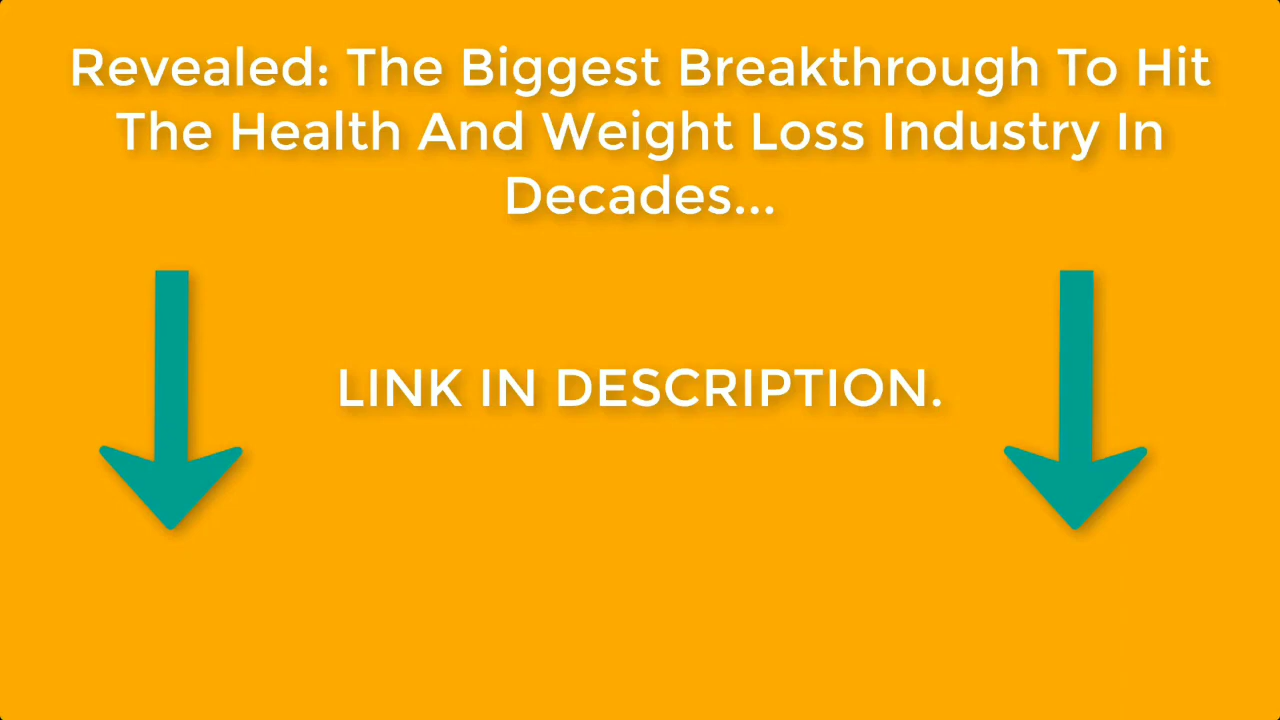 Revealed: The Biggest Breakthrough To Hit
The Health And Weight Loss Industry In
Decades...
LINK IN DESCRIPTION.